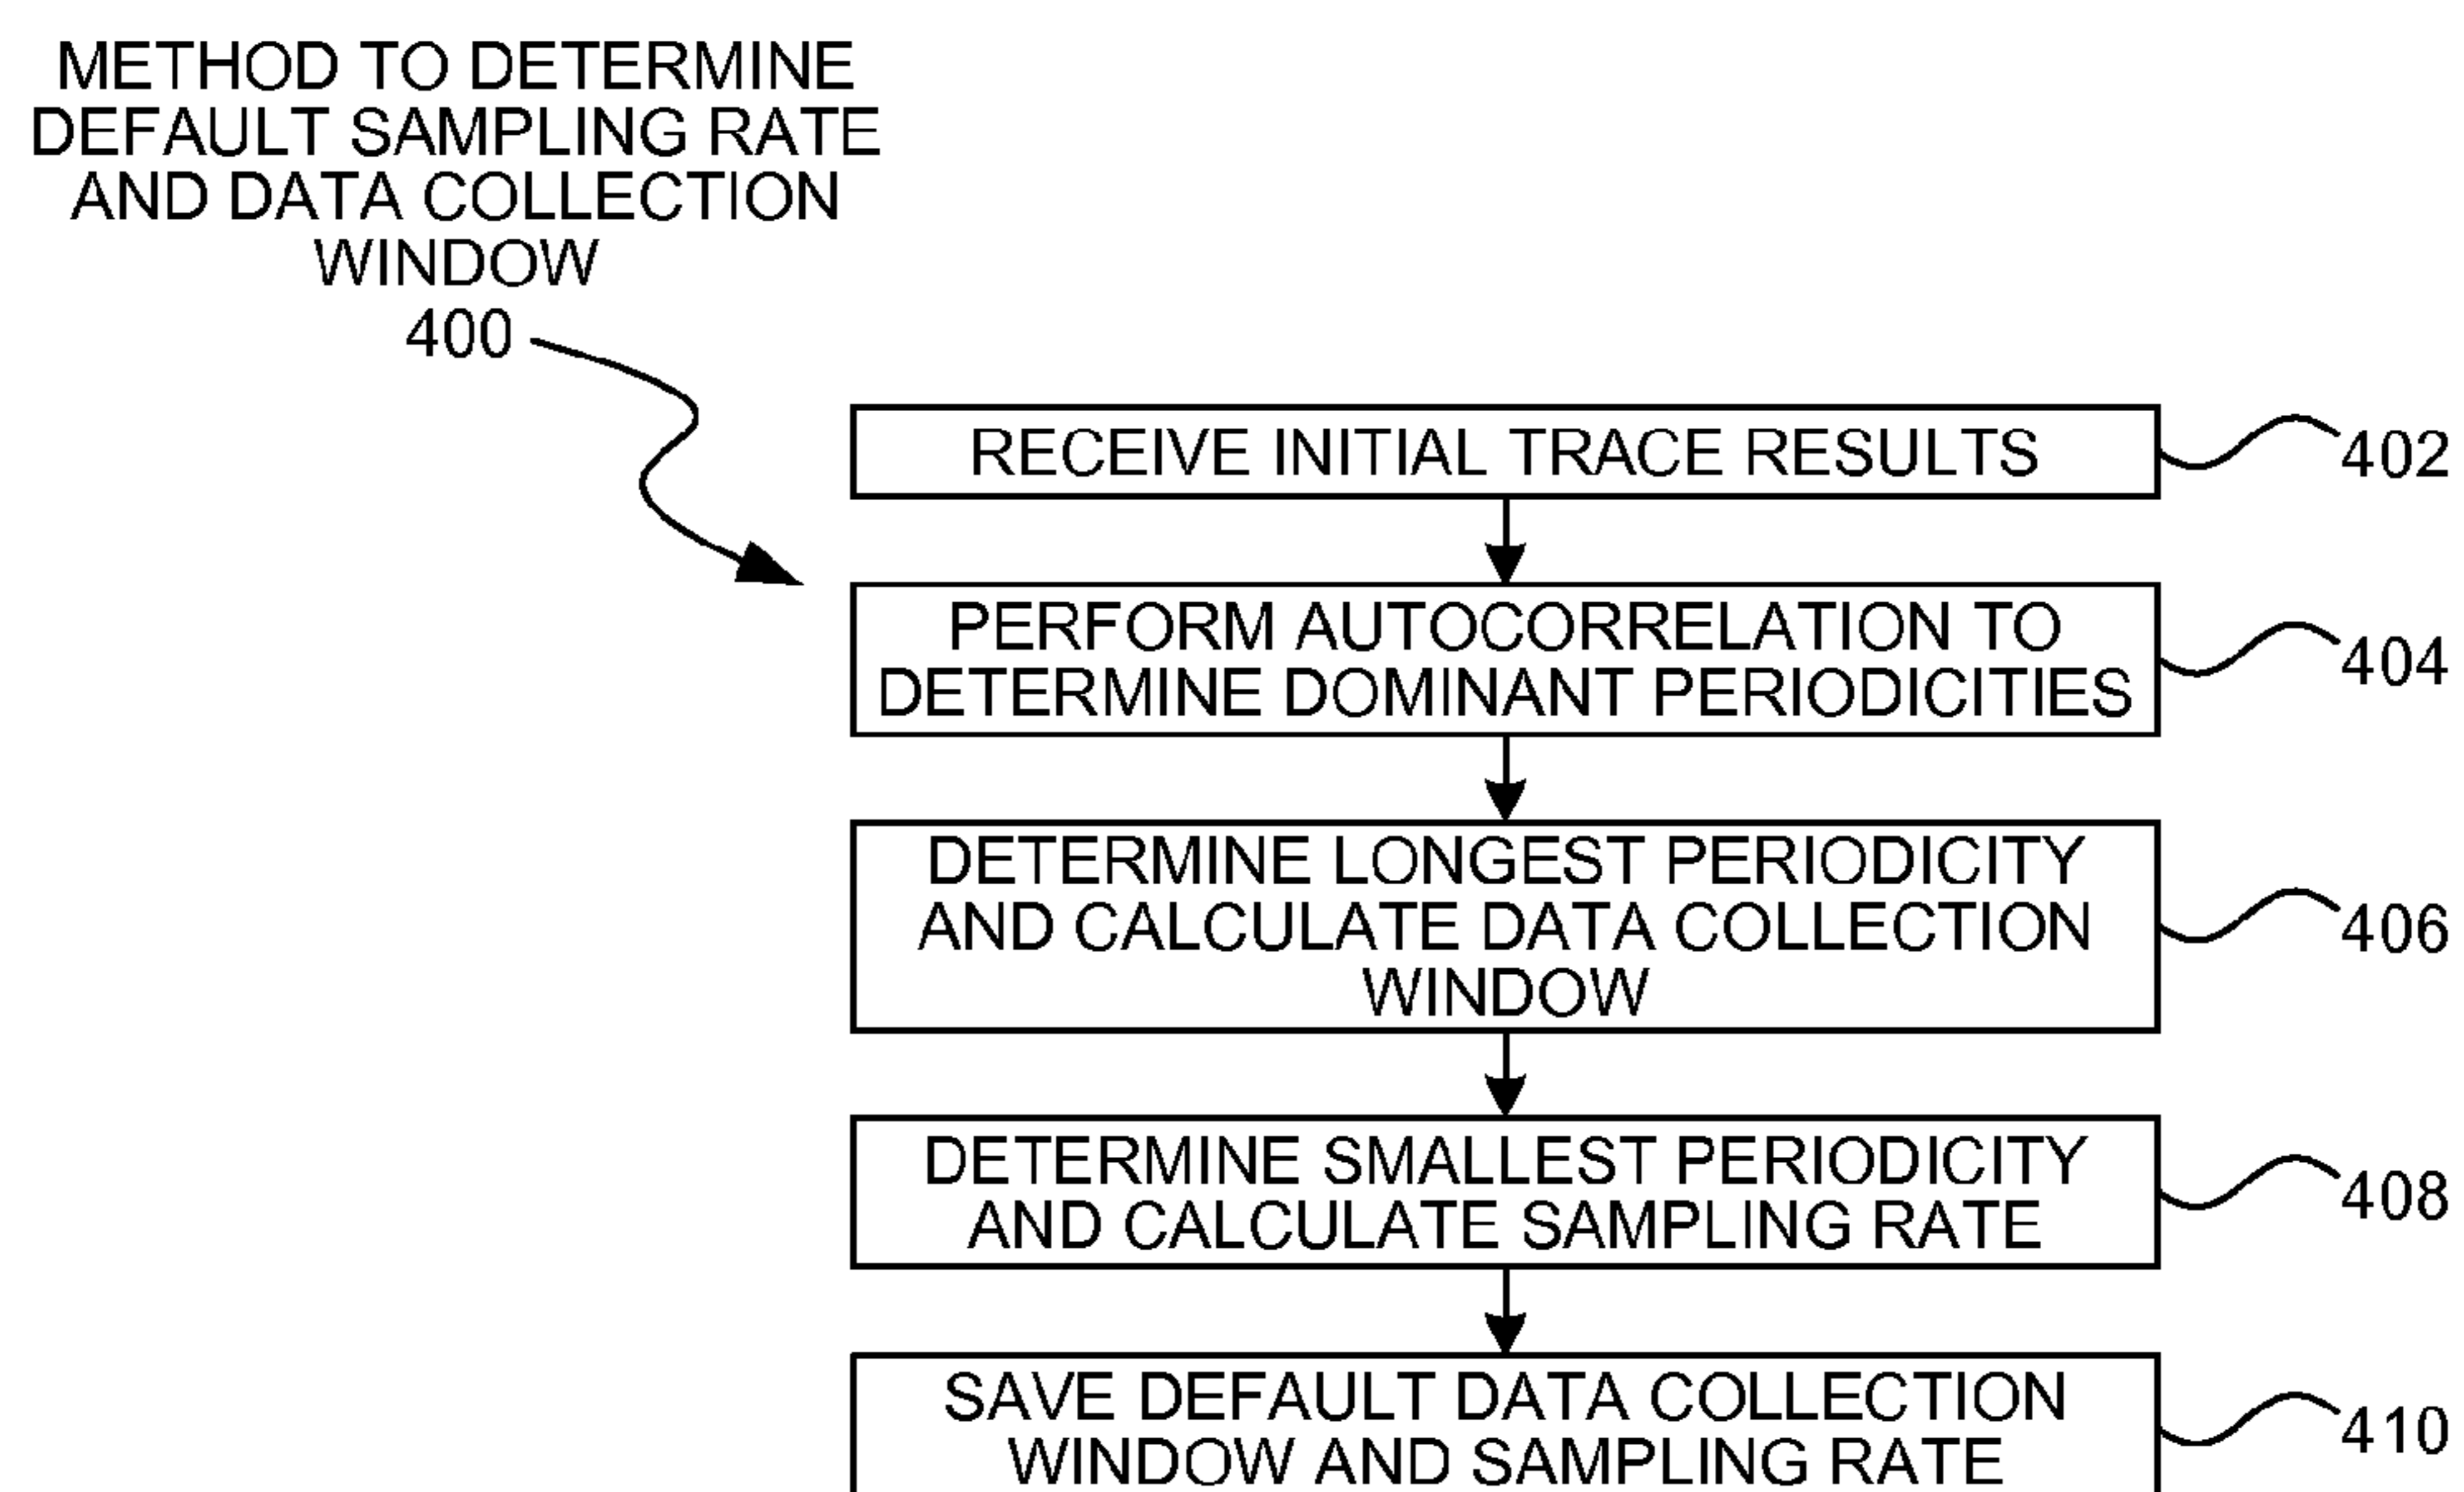 METHOD TO DETERMINE
DEFAULT SAMPLING RATE
AND DATA COLLECTION
WINDOW
400
RECEIVE INITIAL TRACE RESULTS
402
PERFORM AUTOCORRELATION TO
DETERMINE DOMINANT PERIODICITIES
404
DETERMINE LONGEST PERIODICITY
AND CALCULATE DATA COLLECTION
WINDOW
406
DETERMINE SMALLEST PERIODICITY
AND CALCULATE SAMPLING RATE
408
SAVE DEFAULT DATA COLLECTION
WINDOW AND SAMPLING RATE
410